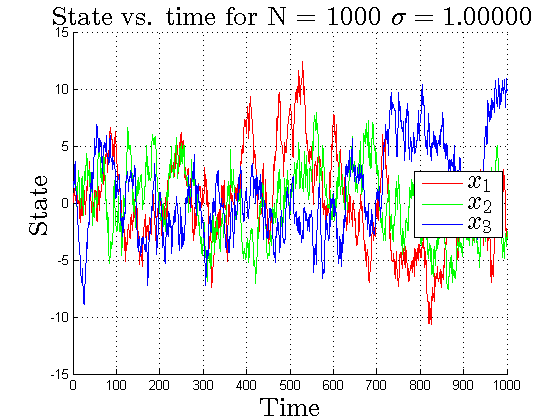 State vs. time for N = 1000 σ = 1.00000
15
10
5
0
-5
-10
-15
State
x₁
x₂
x₃
0 100 200 300 400 500 600 700 800 900 1000
Time